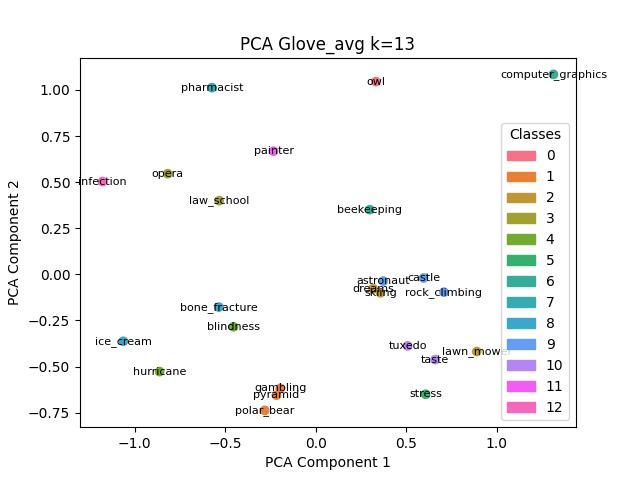 PCA Glove_avg k=13
computer_graphics
owl
pharmacist
painter
opera
infection
law_school
beekeeping
castle
astronaut
dreams
skiing
rock_climbing
bone_fracture
blindness
ice_cream
tuxedo
lawn_mower
taste
hurricane
gambling
pyramid
stress
polar_bear
Classes
0
1
2
3
4
5
6
7
8
9
10
11
12
1.00
0.75
0.50
0.25
0.00
−0.25
−0.50
−0.75
PCA Component 2
−1.0 −0.5 0.0 0.5 1.0
PCA Component 1